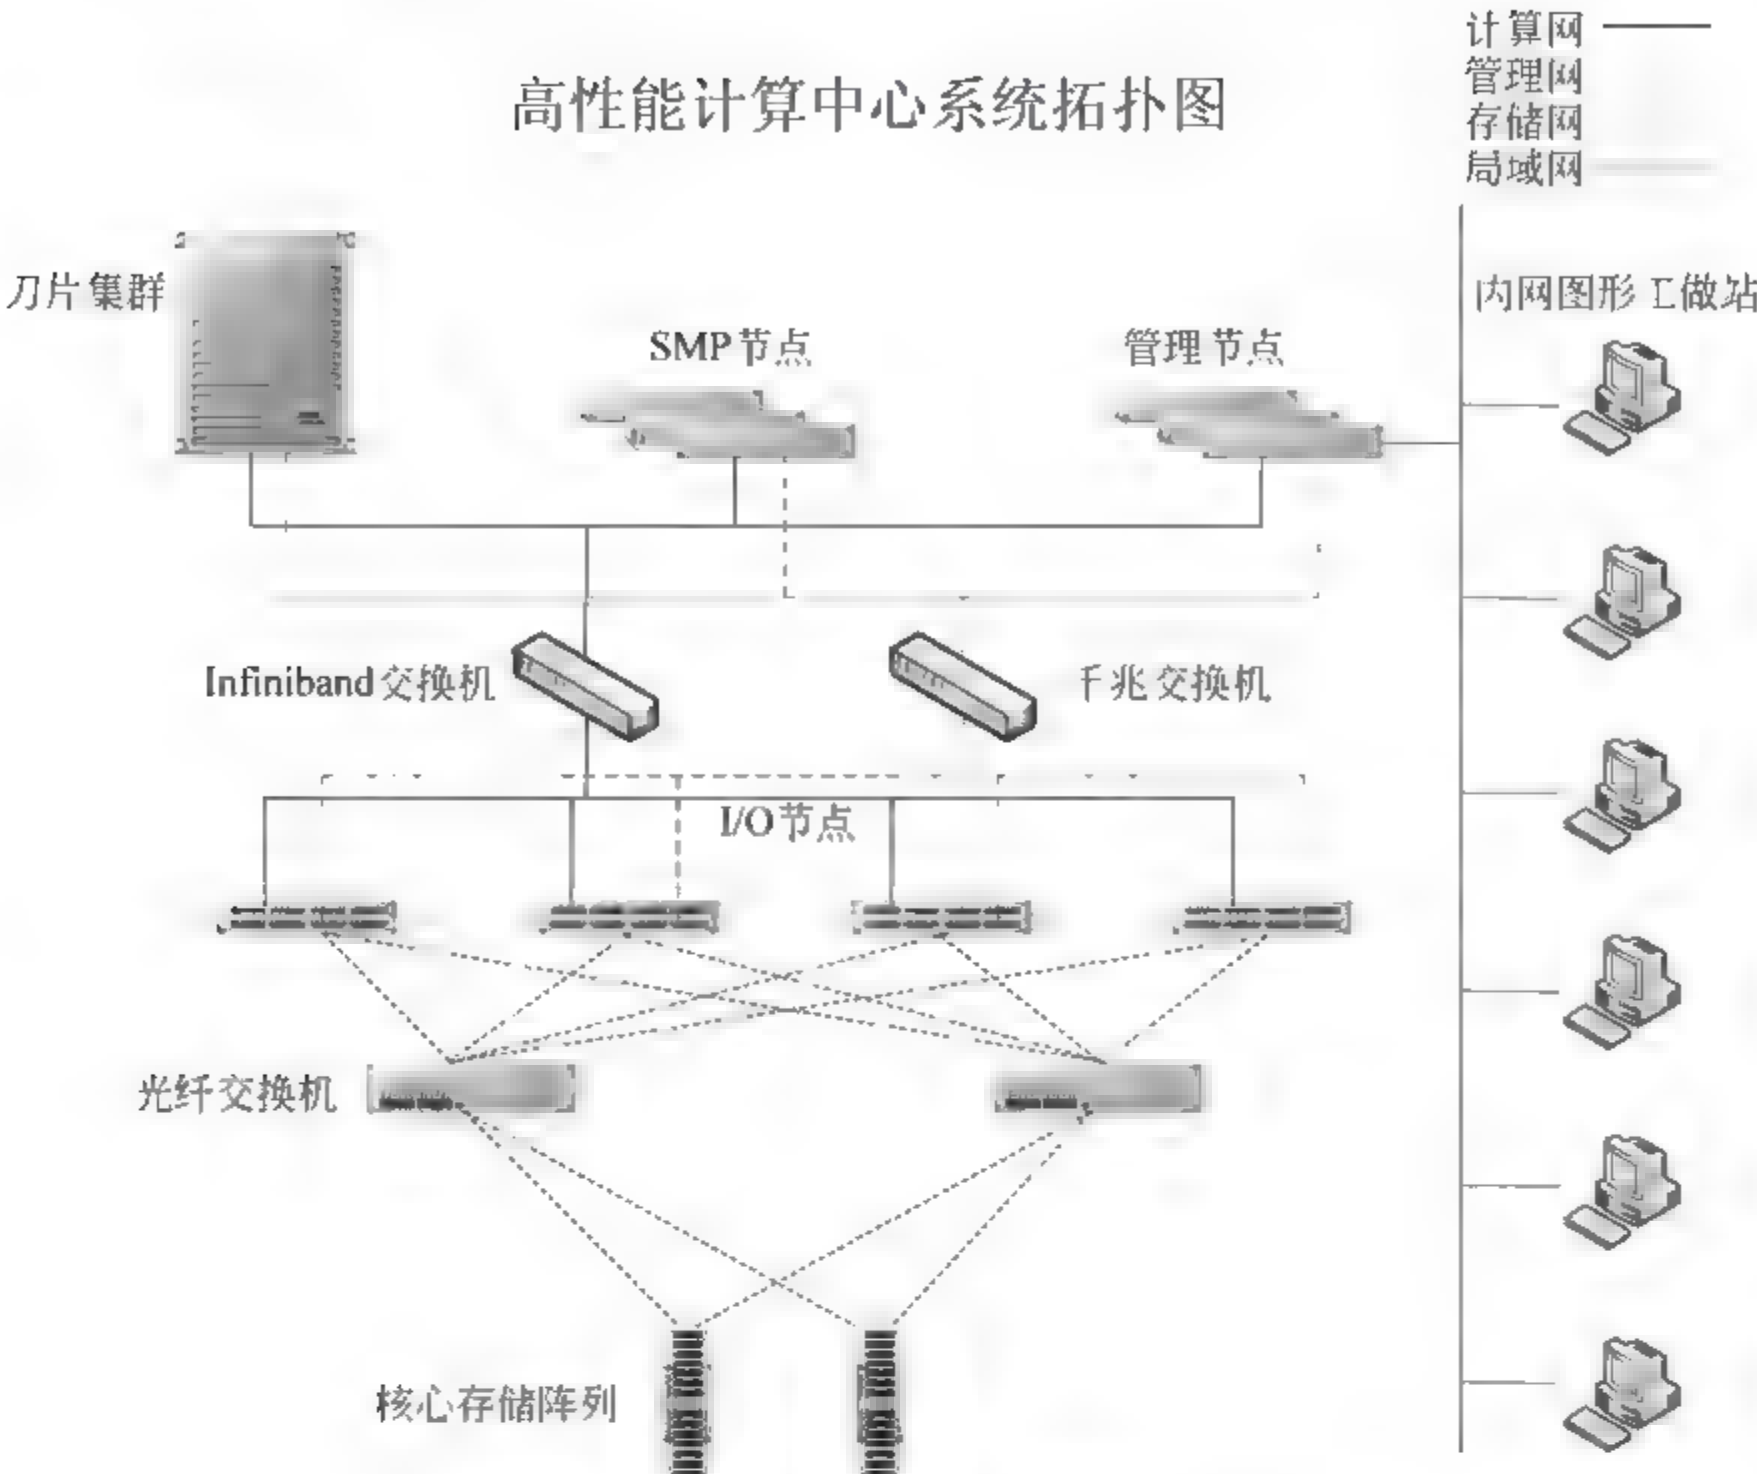 高性能计算中心系统拓扑图
计算网
管理网
存储网
局域网
刀片集群
SMP节点
管理节点
内网图形工做站
Infiniband交换机
千兆交换机
I/O节点
光纤交换机
核心存储阵列